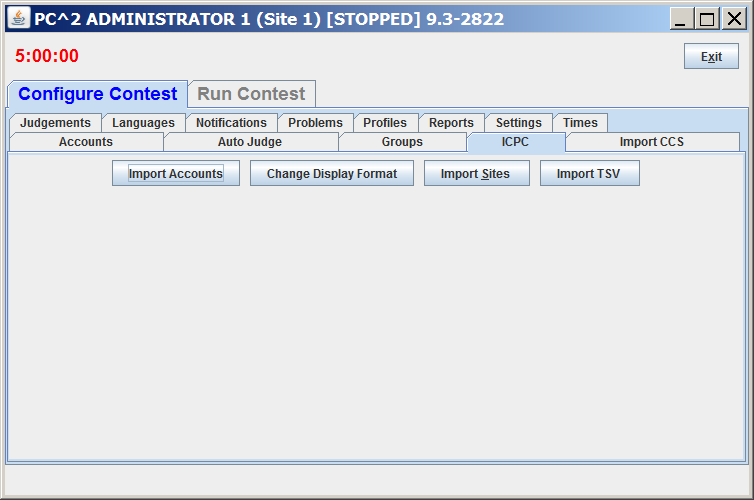 PC^2 ADMINISTRATOR 1 (Site 1) [STOPPED] 9.3-2822
5:00:00
Exit
Configure Contest Run Contest
Judgements Languages Notifications Problems Profiles Reports Settings Times
Accounts Auto Judge Groups ICPC Import CCS
Import Accounts Change Display Format Import Sites Import TSV